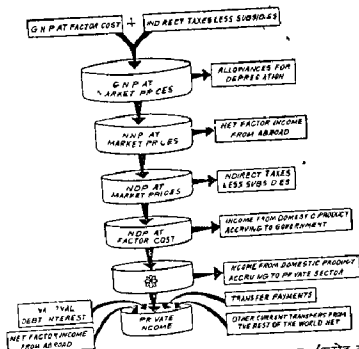 GNP AT FACTOR COST + INDIRECT TAXES LESS SUBSIDIES
GNP AT
MARKET PRICES
ALLOWANCES FOR
DEPRECIATION
NNP AT
MARKET PRICES
NET FACTOR INCOME
FROM ABROAD
NDP AT
MARKET PRICES
INDIRECT TAXES
LESS SUBSIDIES
NDP AT
FACTOR COST
INCOME FROM DOMESTIC PRODUCT
ACCRUING TO GOVERNMENT
INCOME FROM DOMESTIC PRODUCT
ACCRUING TO PRIVATE SECTOR
NATIONAL
DEBT INTEREST
TRANSFER PAYMENTS
PRIVATE
INCOME
NET FACTOR INCOME
FROM ABROAD
OTHER CURRENT TRANSFERS FROM
THE REST OF THE WORLD NET